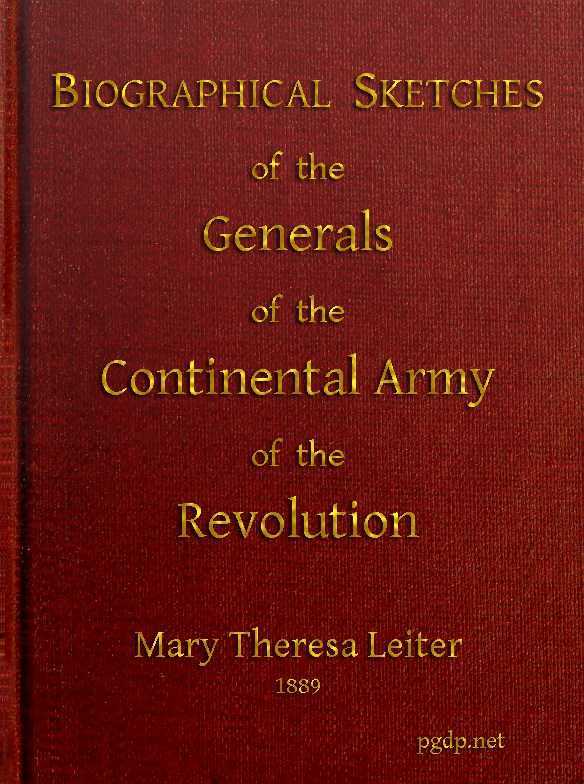 Biographical Sketches
of the
Generals
of the
Continental Army
of the
Revolution
Mary Theresa Leiter
1889
pgdp.net